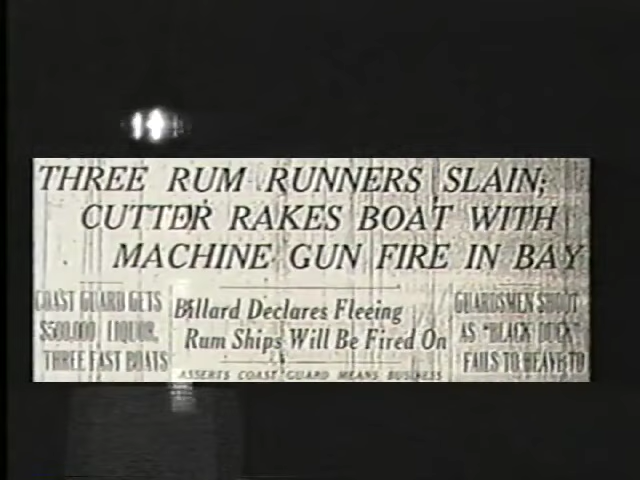 THREE RUM RUNNERS SLAIN;
CUTTER RAKES BOAT WITH
MACHINE GUN FIRE IN BAY
COAST GUARD GETS
$500,000 LIQUOR,
THREE FAST BOATS
Billard Declares Fleeing
Rum Ships Will Be Fired On
ASSERTS COAST GUARD MEANS BUSINESS
GUARDSMEN SHOOT
AS "BLACK DUCK"
FAILS TO HEAVE TO